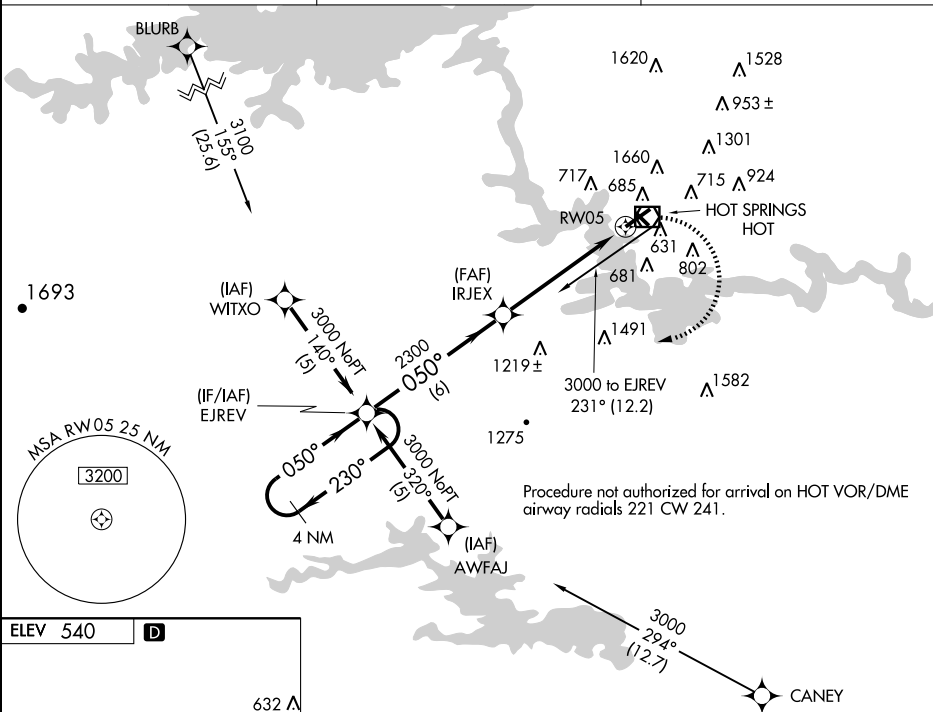 BLURB
3100
155°
(25.6)
1620
1528
953 ±
1301
1660
717
685
715
924
RW05
HOT SPRINGS
HOT
631
802
681
1693
(IAF)
WITXO
3000 NoPT
140°
(5)
(FAF)
IRJEX
2300
050°
(6)
1491
1219 ±
3000 to EJREV
231° (12.2)
1582
(IF/IAF)
EJREV
MSA RW05 25 NM
3200
050°
230°
4 NM
3000 NoPT
320°
(5)
1275
Procedure not authorized for arrival on HOT VOR/DME
airway radials 221 CW 241.
(IAF)
AWFAJ
3000
294°
(12.7)
CANEY
ELEV 540
D
632